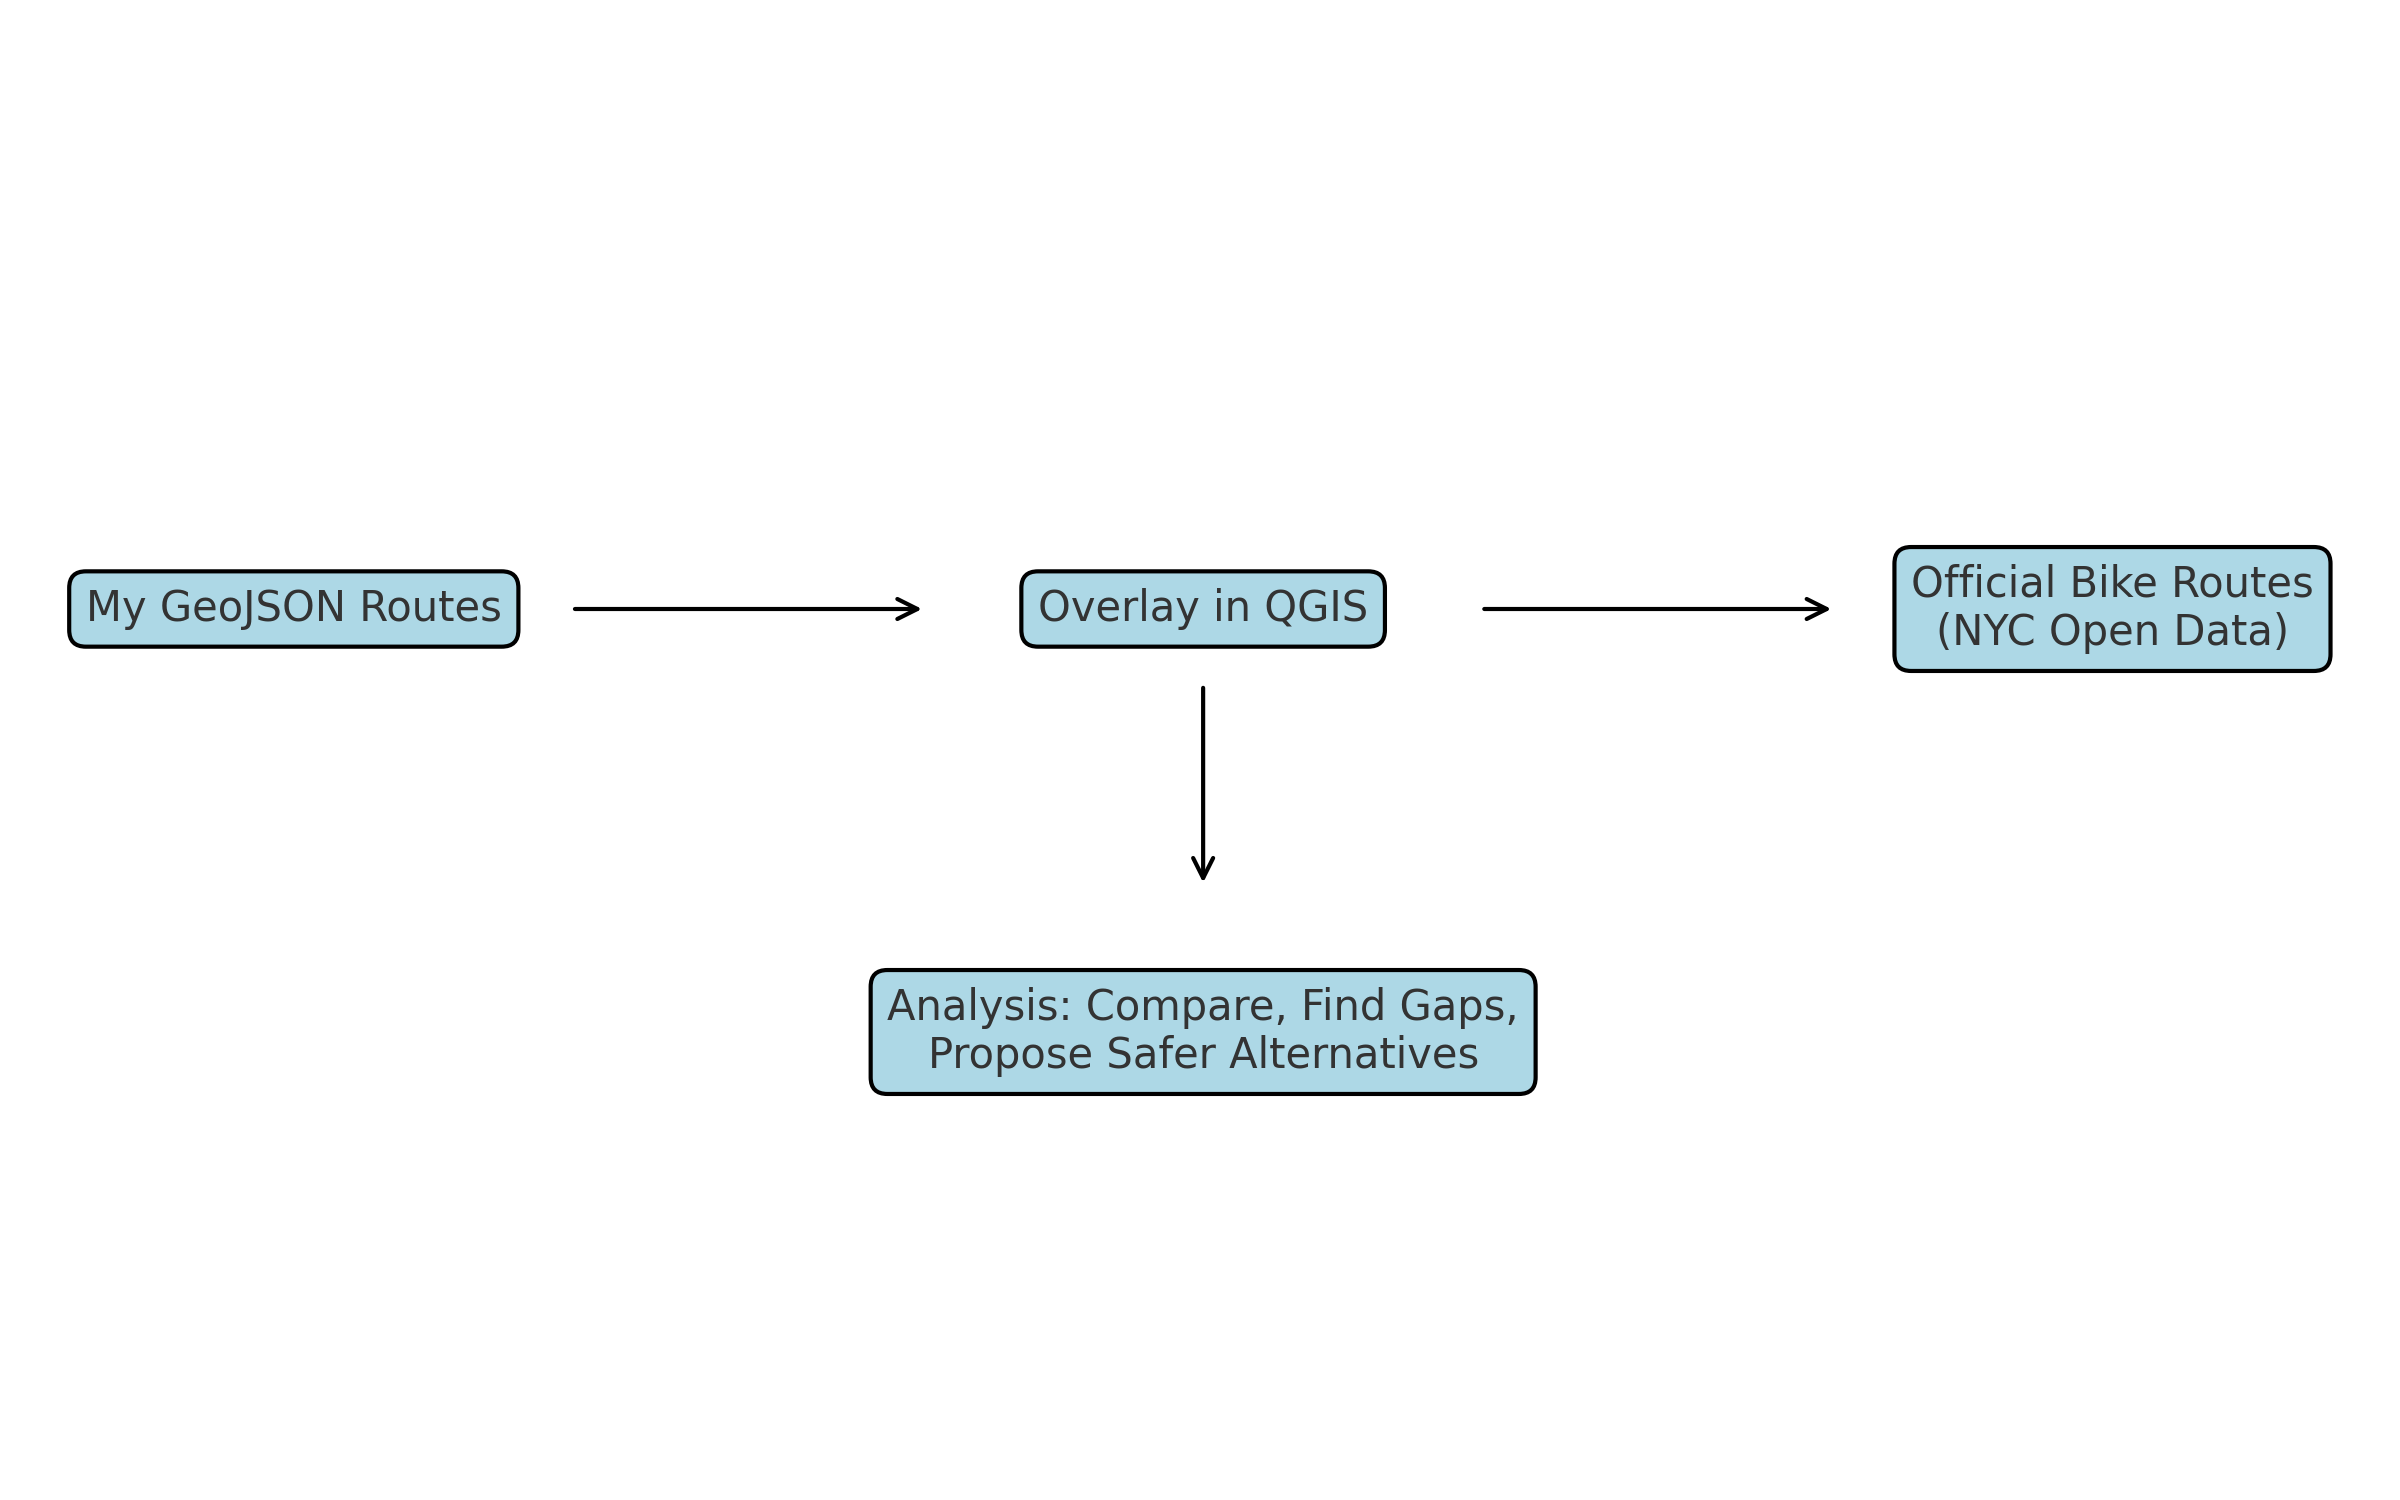 My GeoJSON Routes
Overlay in QGIS
Official Bike Routes
(NYC Open Data)
Analysis: Compare, Find Gaps,
Propose Safer Alternatives